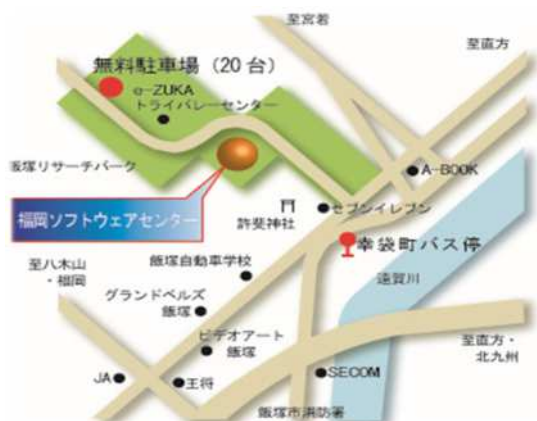 至宮若
至直方
無料駐車場（20台）
e-ZUKA
トライバレーセンター
飯塚リサーチパーク
A-BOOK
福岡ソフトウェアセンター
許斐神社
セブンイレブン
幸袋町バス停
至八木山
・福岡
飯塚自動車学校
遠賀川
グランドベルズ
飯塚
ビデオアート
飯塚
至直方・
北九州
JA
王将
SECOM
飯塚市消防署